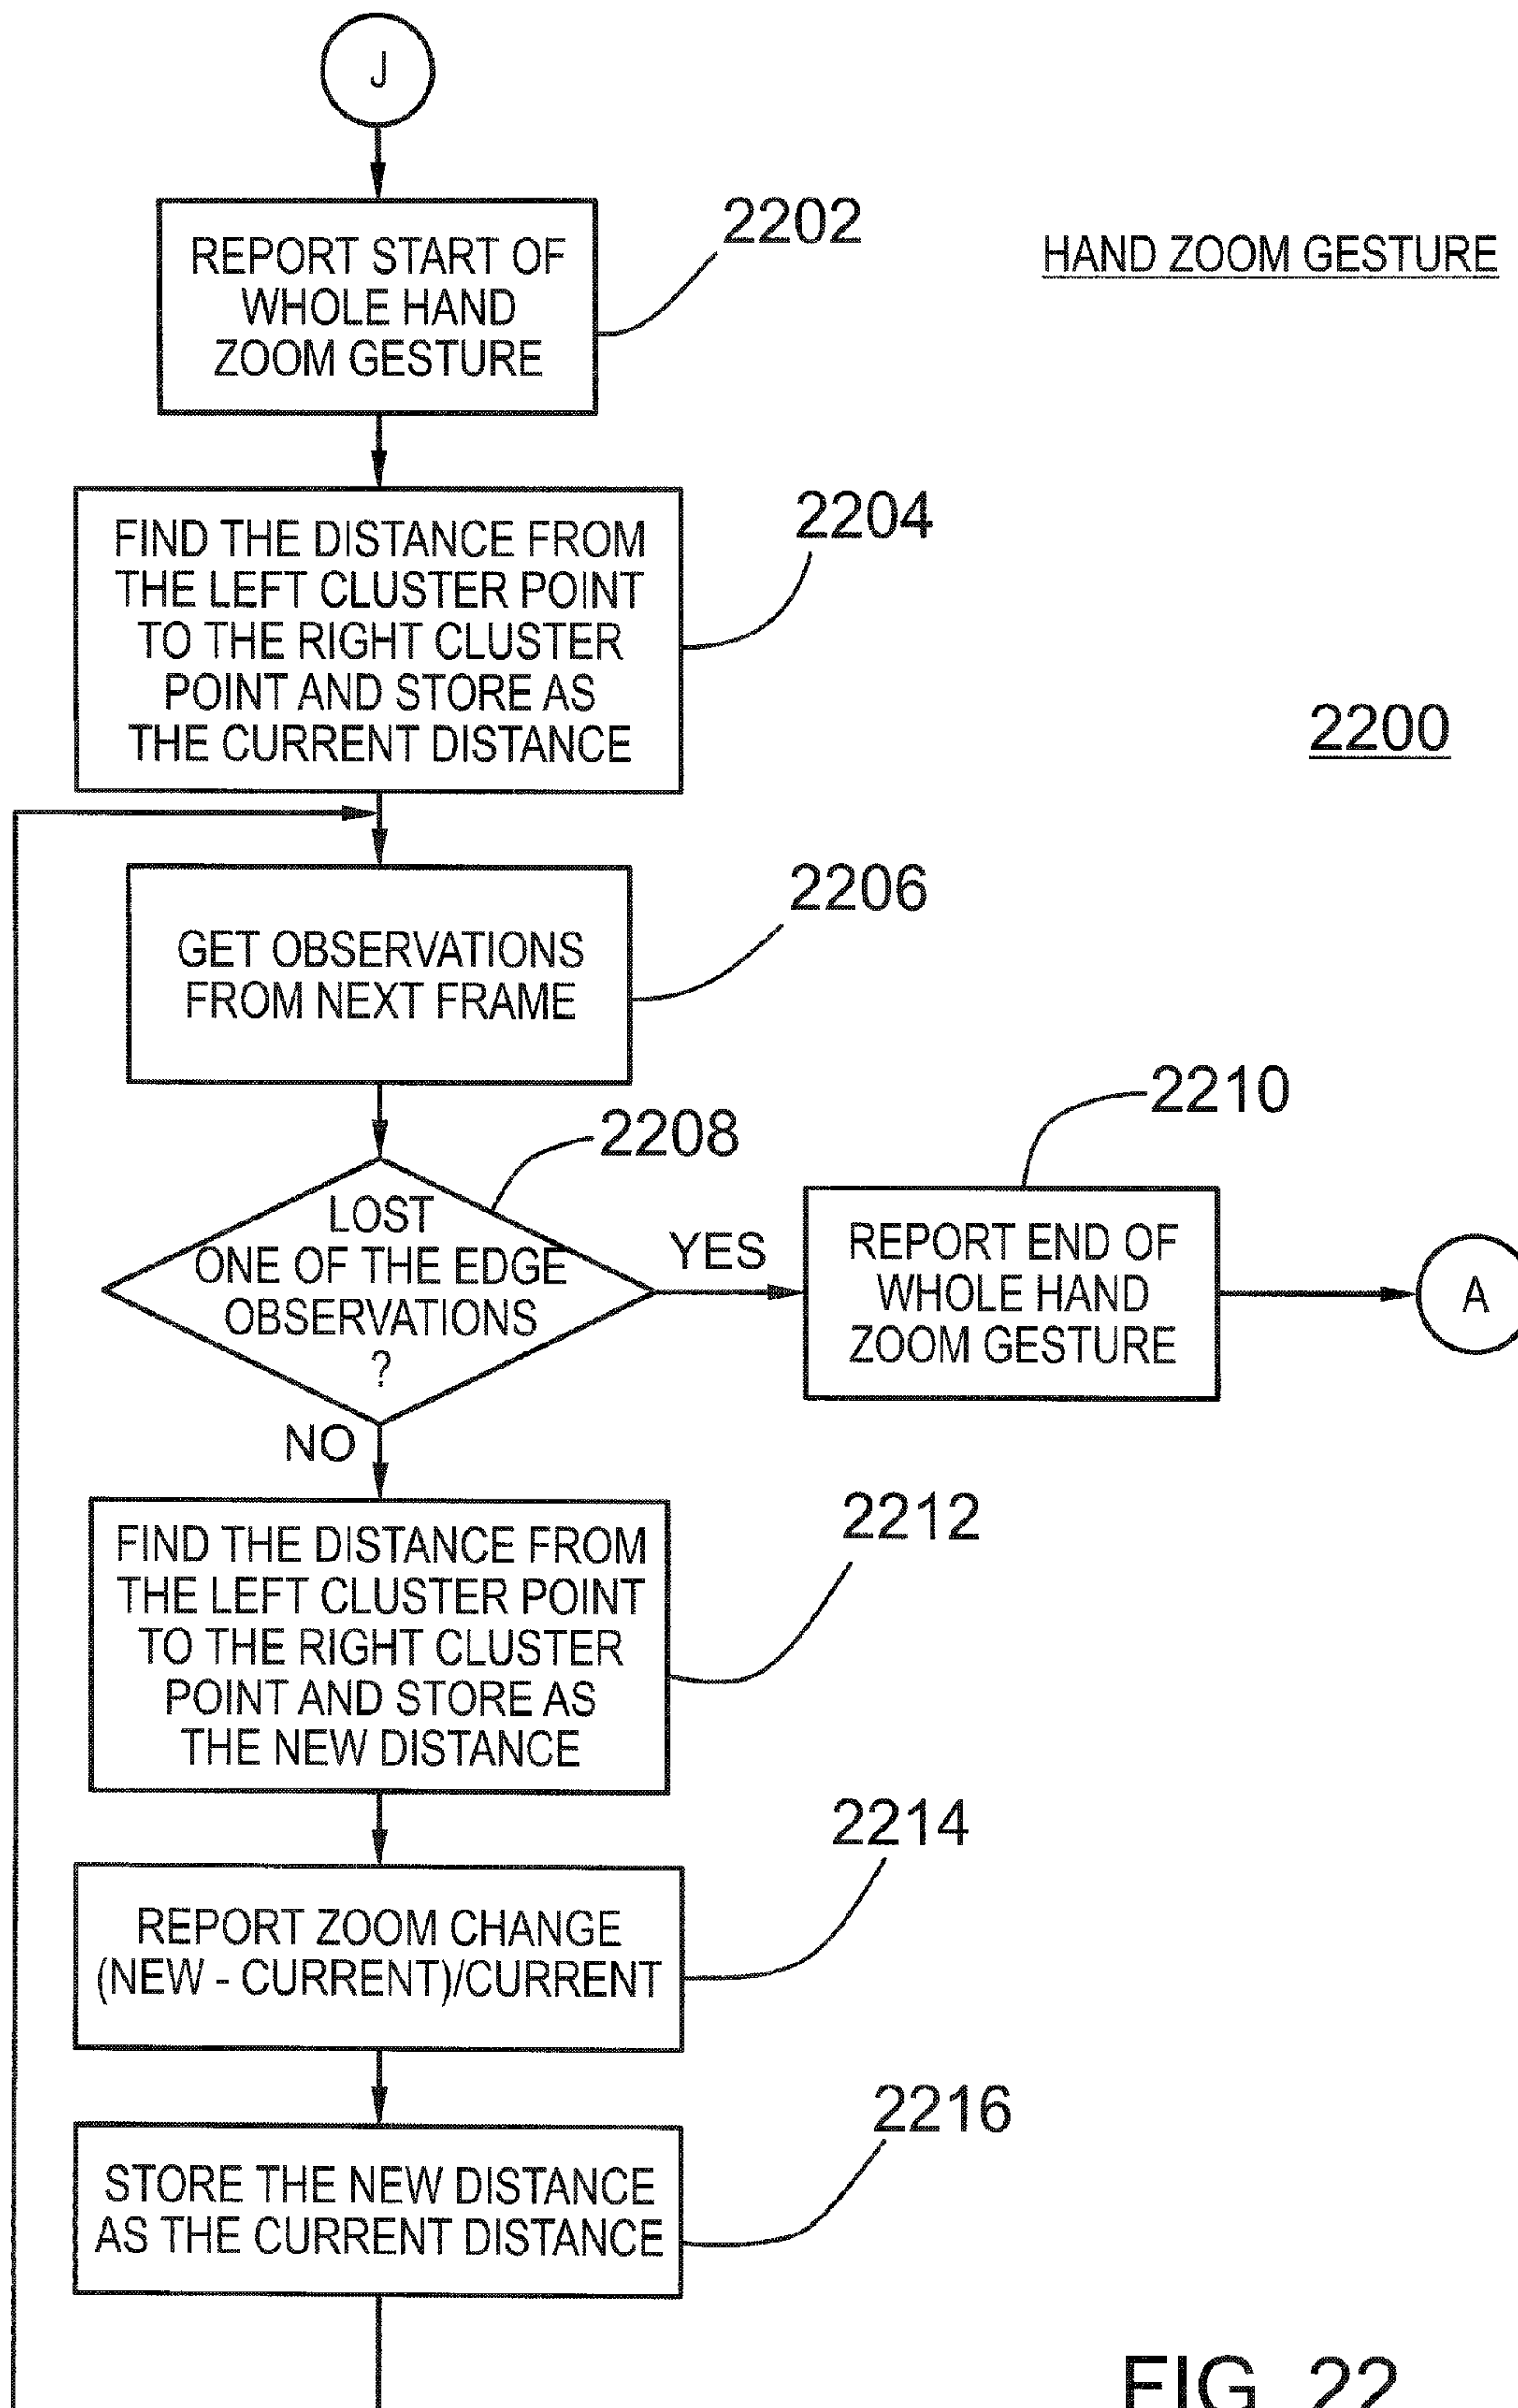 J
REPORT START OF
WHOLE HAND
ZOOM GESTURE
2202
HAND ZOOM GESTURE
FIND THE DISTANCE FROM
THE LEFT CLUSTER POINT
TO THE RIGHT CLUSTER
POINT AND STORE AS
THE CURRENT DISTANCE
2204
2200
GET OBSERVATIONS
FROM NEXT FRAME
2206
LOST
ONE OF THE EDGE
OBSERVATIONS
?
2208
YES
REPORT END OF
WHOLE HAND
ZOOM GESTURE
2210
A
NO
FIND THE DISTANCE FROM
THE LEFT CLUSTER POINT
TO THE RIGHT CLUSTER
POINT AND STORE AS
THE NEW DISTANCE
2212
REPORT ZOOM CHANGE
(NEW - CURRENT)/CURRENT
2214
STORE THE NEW DISTANCE
AS THE CURRENT DISTANCE
2216
FIG. 22